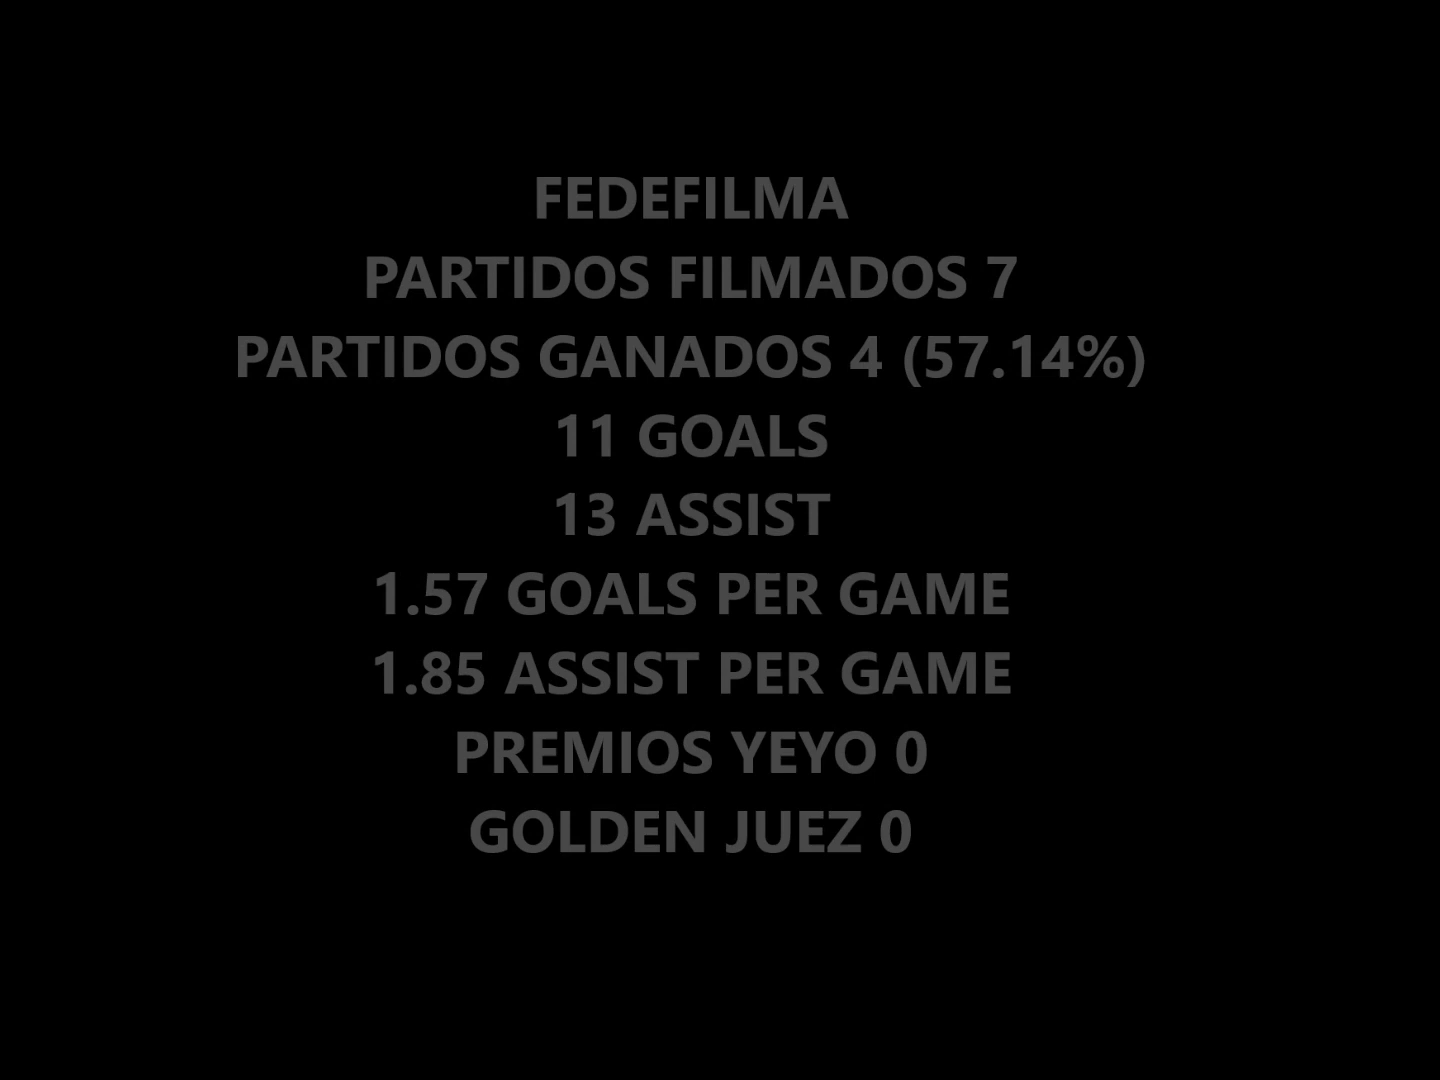 FEDEFILMA
PARTIDOS FILMADOS 7
PARTIDOS GANADOS 4 (57.14%)
11 GOALS
13 ASSIST
1.57 GOALS PER GAME
1.85 ASSIST PER GAME
PREMIOS YEYO 0
GOLDEN JUEZ 0